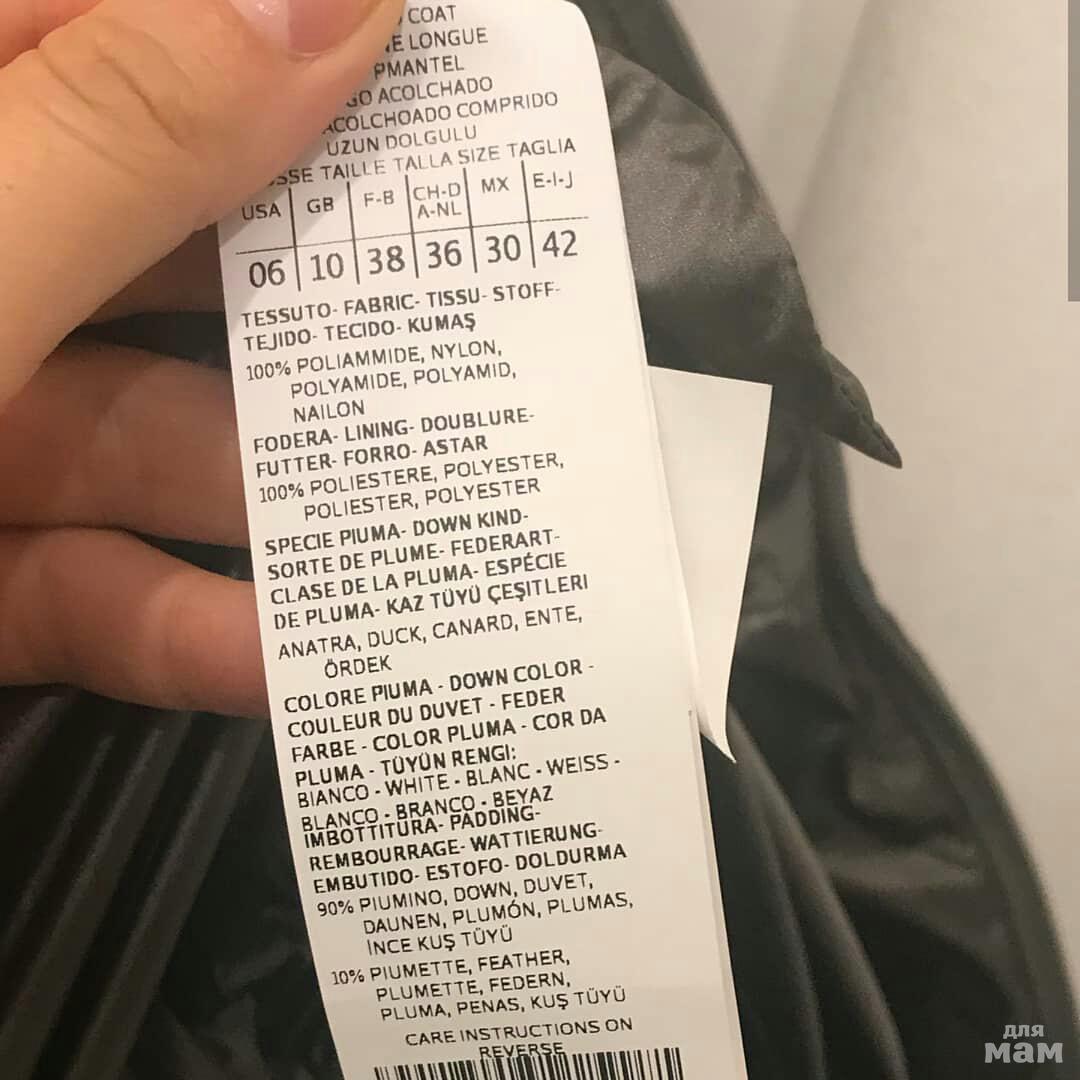 COAT
LONGUE
ACOLCHADO
COMPRIDO
UZUN DOLGULU
TAILLE TALLA SIZE TAGLIA
USA GB F-B CH-D A-NL MX E-I-J
06 10 38 36 30 42
TESSUTO- FABRIC- TISSU- STOFF-
TEJIDO- TECIDO- KUMAŞ
100% POLIAMMIDE, NYLON,
POLYAMIDE, POLYAMID,
NAILON
FODERA- LINING- DOUBLURE-
FUTTER- FORRO- ASTAR
100% POLIESTERE, POLYESTER,
POLIESTER, POLYESTER
SPECIE PIUMA- DOWN KIND-
SORTE DE PLUME- FEDERART-
CLASE DE LA PLUMA- ESPÉCIE
DE PLUMA- KAZ TÜYÜ ÇEŞITLERI
ANATRA, DUCK, CANARD, ENTE,
ÖRDEK
COLORE PIUMA - DOWN COLOR -
COULEUR DU DUVET - FEDER
FARBE - COLOR PLUMA - COR DA
PLUMA - TÜYÜN RENGI:
BIANCO - WHITE - BLANC - WEISS -
BLANCO - BRANCO - BEYAZ
IMBOTTITURA- PADDING-
REMBOURRAGE- WATTIERUNG-
EMBUTIDO- ESTOFO- DOLDURMA
90% PIUMINO, DOWN, DUVET,
DAUNEN, PLUMÓN, PLUMAS,
İNCE KUŞ TÜYÜ
10% PIUMETTE, FEATHER,
PLUMETTE, FEDERN,
PLUMA, PENAS, KUŞ TÜYÜ
CARE INSTRUCTIONS ON
REVERSE
для
мам